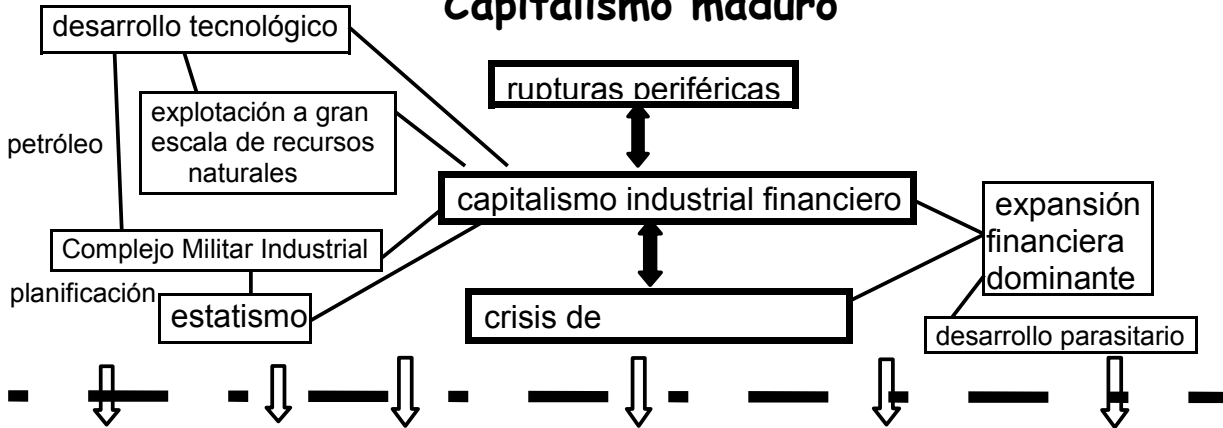 Capitalismo maduro
desarrollo tecnológico
rupturas periféricas
explotación a gran
escala de recursos
naturales
petróleo
capitalismo industrial financiero
expansión
financiera
dominante
Complejo Militar Industrial
planificación
estatismo
crisis de
desarrollo parasitario